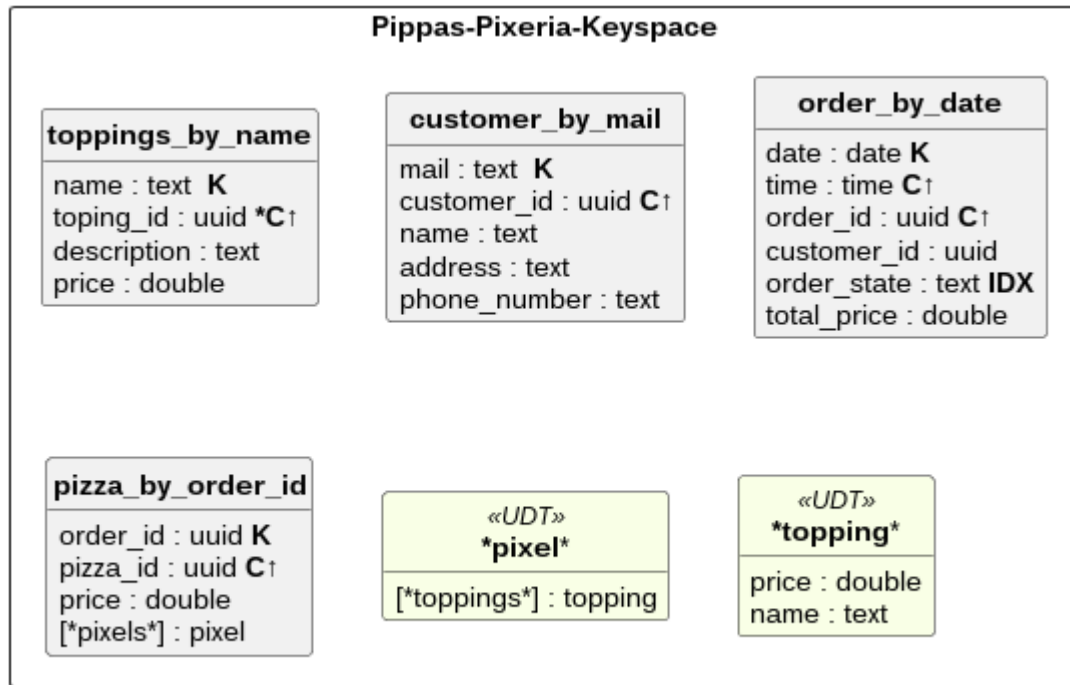 Pippas-Pixeria-Keyspace
toppings_by_name
name : text K
toping_id : uuid *C↑
description : text
price : double
customer_by_mail
mail : text K
customer_id : uuid C↑
name : text
address : text
phone_number : text
order_by_date
date : date K
time : time C↑
order_id : uuid C↑
customer_id : uuid
order_state : text IDX
total_price : double
pizza_by_order_id
order_id : uuid K
pizza_id : uuid C↑
price : double
[*pixels*] : pixel
«UDT»
*pixel*
[*toppings*] : topping
«UDT»
*topping*
price : double
name : text